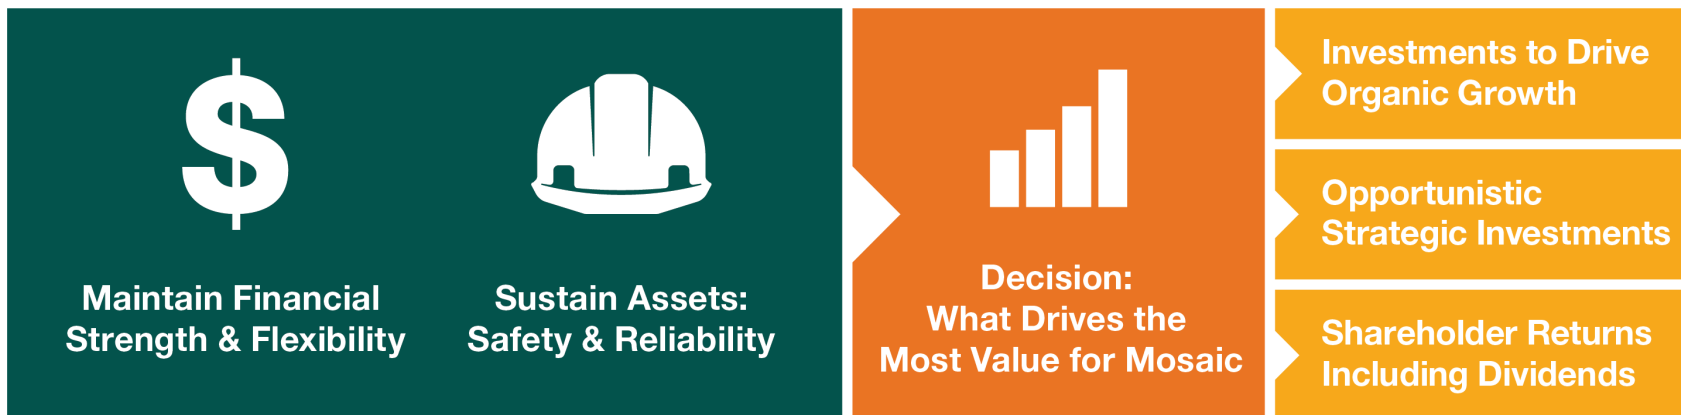 Maintain Financial
Strength & Flexibility
Sustain Assets:
Safety & Reliability
Decision:
What Drives the
Most Value for Mosaic
Investments to Drive
Organic Growth
Opportunistic
Strategic Investments
Shareholder Returns
Including Dividends